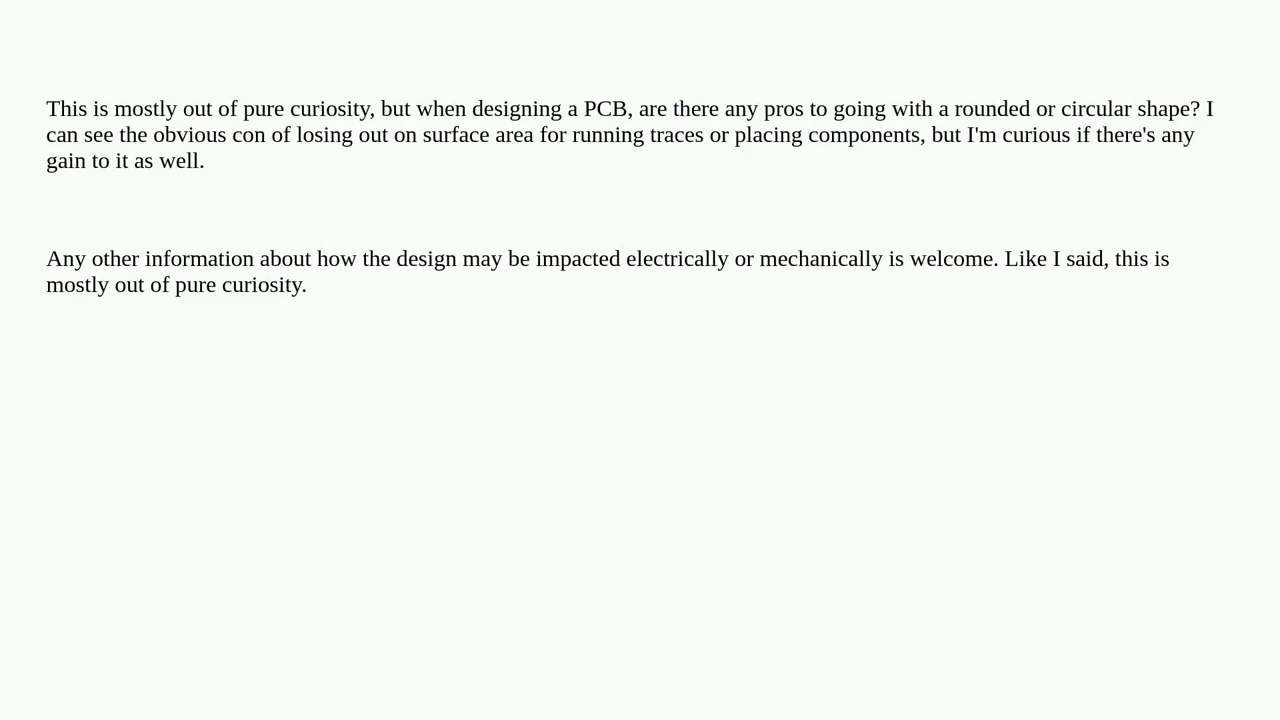 This is mostly out of pure curiosity, but when designing a PCB, are there any pros to going with a rounded or circular shape? I
can see the obvious con of losing out on surface area for running traces or placing components, but I'm curious if there's any
gain to it as well.
Any other information about how the design may be impacted electrically or mechanically is welcome. Like I said, this is
mostly out of pure curiosity.